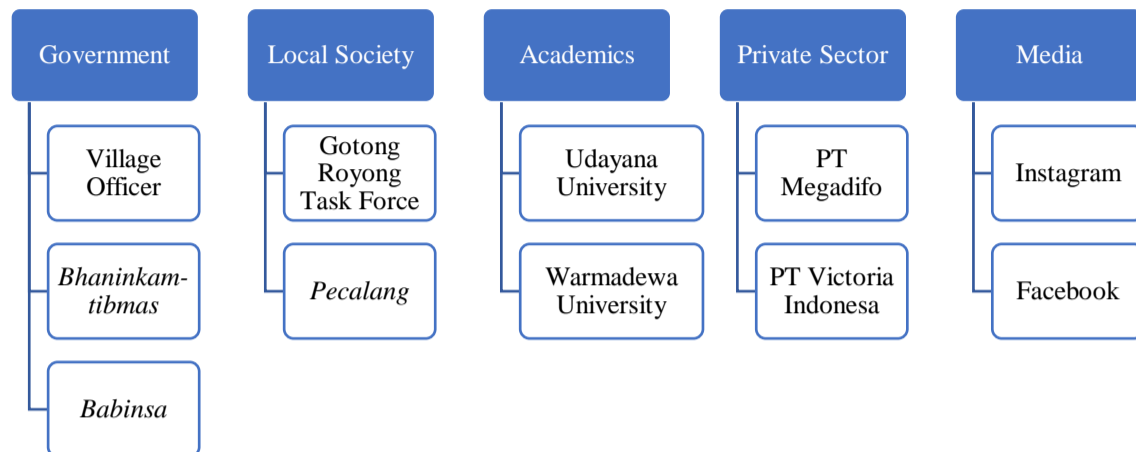 Government
Village
Officer
Bhaninkam-
tibmas
Babinsa
Local Society
Gotong
Royong
Task Force
Pecalang
Academics
Udayana
University
Warmadewa
University
Private Sector
PT
Megadifo
PT Victoria
Indonesa
Media
Instagram
Facebook